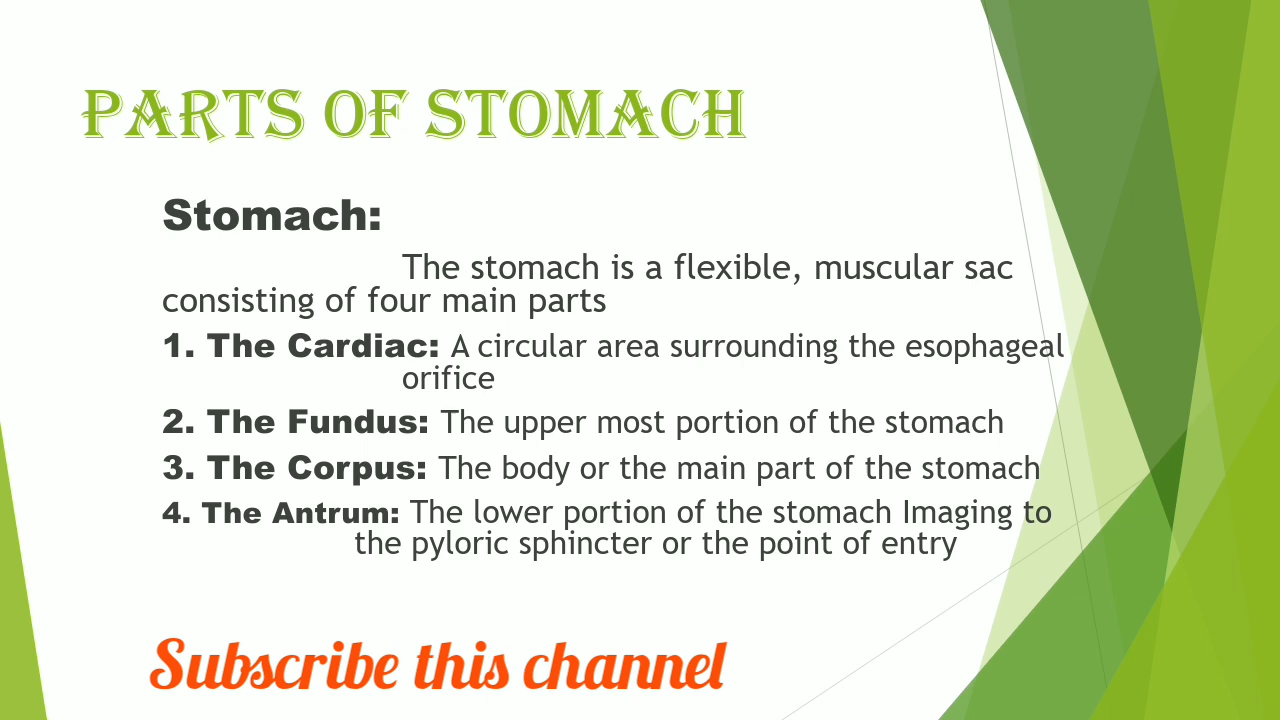 PARTS OF STOMACH
Stomach:
The stomach is a flexible, muscular sac
consisting of four main parts
1. The Cardiac: A circular area surrounding the esophageal
orifice
2. The Fundus: The upper most portion of the stomach
3. The Corpus: The body or the main part of the stomach
4. The Antrum: The lower portion of the stomach Imaging to
the pyloric sphincter or the point of entry
Subscribe this channel